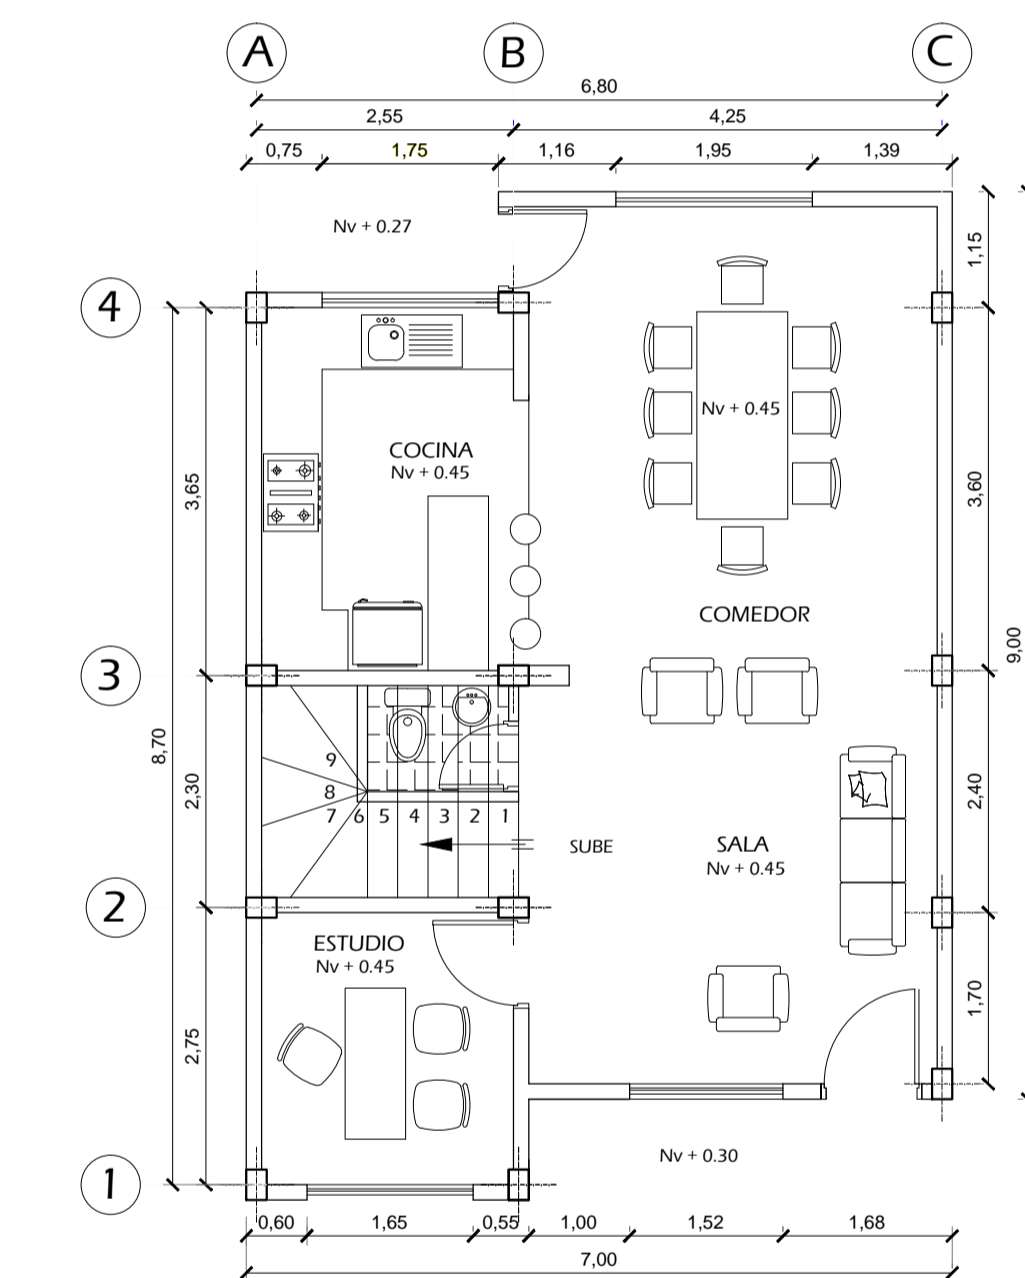 A B C
6,80
2,55 4,25
0,75 1,75 1,16 1,95 1,39
Nv + 0.27
1,15
4
Nv + 0.45
COCINA
Nv + 0.45
3,65
3,60
COMEDOR
9,00
3
8,70
9
8
7 6 5 4 3 2 1
2,30
2,40
SUBE
SALA
Nv + 0.45
2
ESTUDIO
Nv + 0.45
1,70
2,75
Nv + 0.30
1
0,60 1,65 0,55 1,00 1,52 1,68
7,00